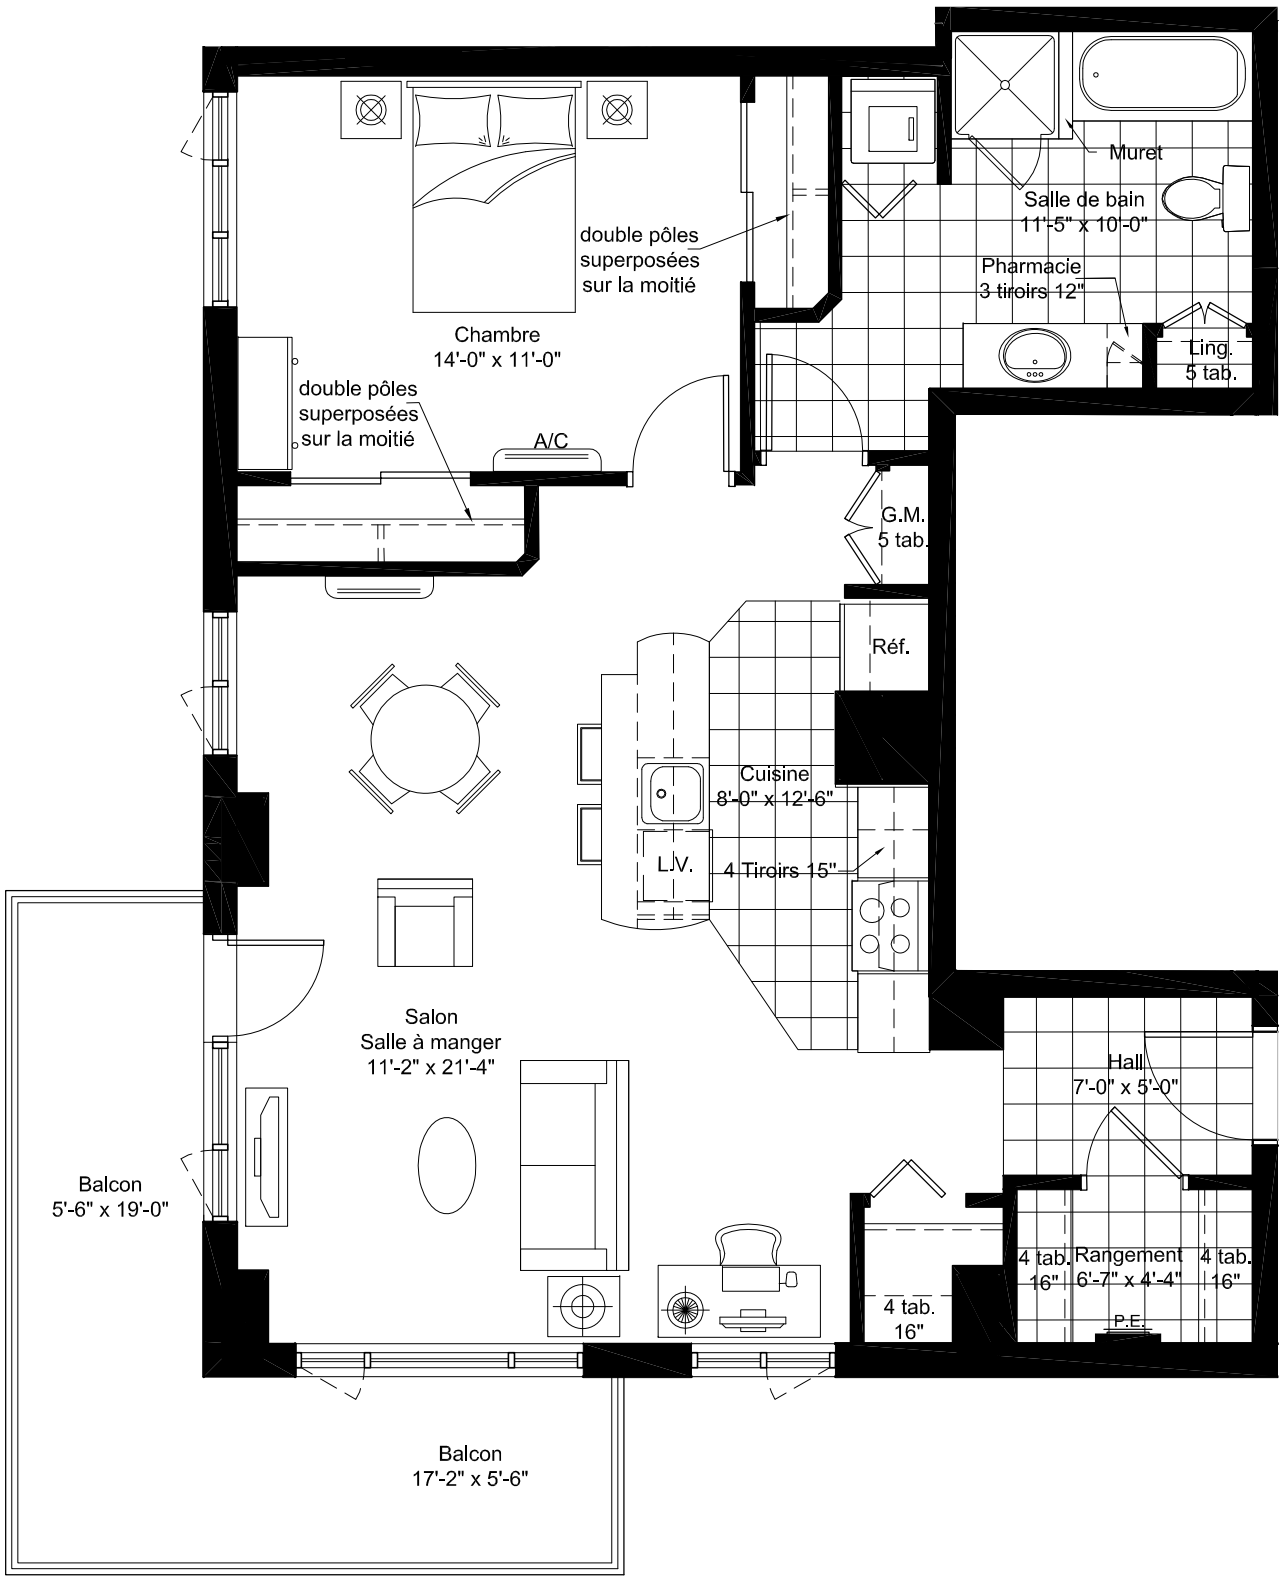 Muret
Salle de bain
11'-5" x 10'-0"
double pôles
superposées
sur la moitié
Pharmacie
3 tiroirs 12"
Chambre
14'-0" x 11'-0"
Ling.
5 tab.
double pôles
superposées
sur la moitié
A/C
G.M.
5 tab.
Réf.
Cuisine
8'-0" x 12'-6"
L.V.
4 Tiroirs 15"
Salon
Salle à manger
11'-2" x 21'-4"
Hall
7'-0" x 5'-0"
Balcon
5'-6" x 19'-0"
4 tab.
16"
Rangement
6'-7" x 4'-4"
4 tab.
16"
4 tab.
16"
P.E.
Balcon
17'-2" x 5'-6"